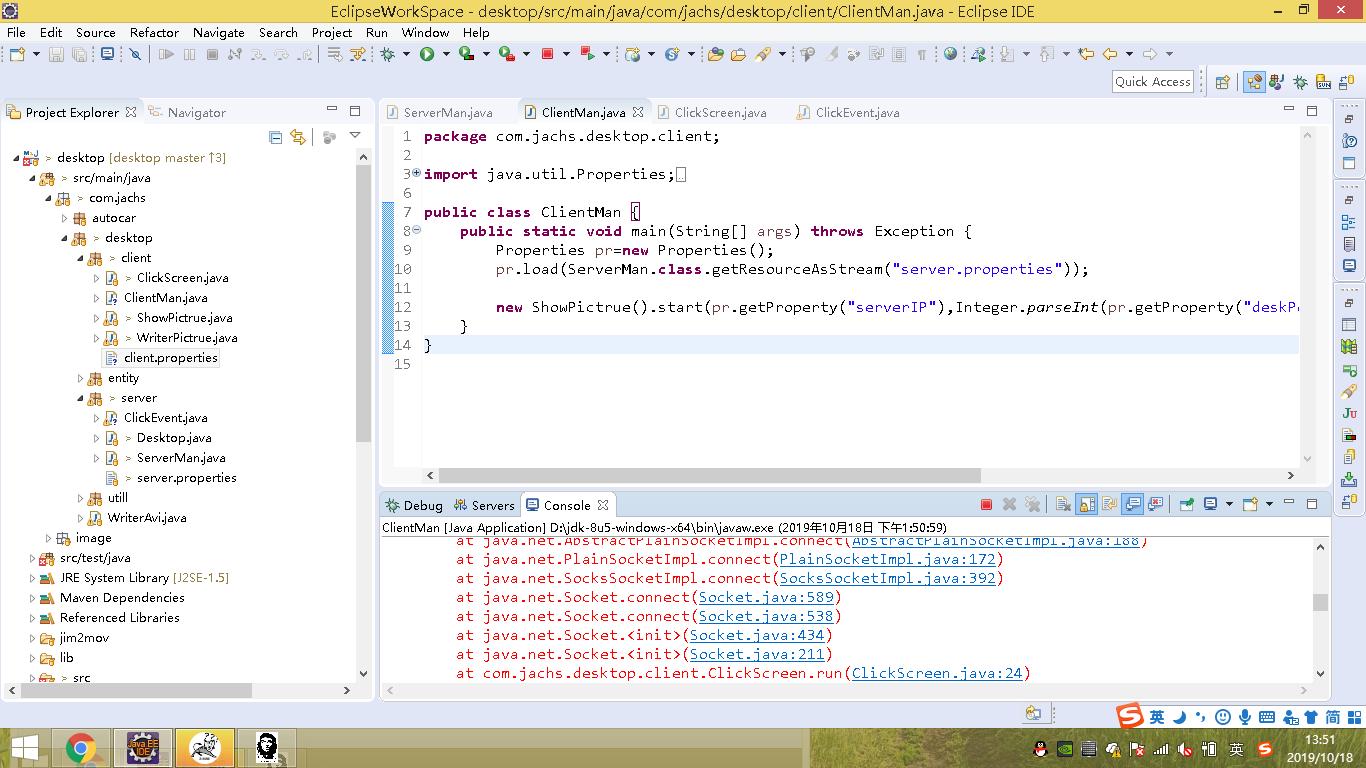 EclipseWorkSpace - desktop/src/main/java/com/jachs/desktop/client/ClientMan.java - Eclipse IDE
File Edit Source Refactor Navigate Search Project Run Window Help
Quick Access
Project Explorer Navigator
> desktop [desktop master ↑3]
> src/main/java
> com.jachs
autocar
> desktop
> client
> ClickScreen.java
ClientMan.java
> ShowPictrue.java
> WriterPictrue.java
client.properties
entity
> server
ClickEvent.java
> Desktop.java
> ServerMan.java
> server.properties
utill
WriterAvi.java
image
src/test/java
JRE System Library [J2SE-1.5]
Maven Dependencies
Referenced Libraries
jim2mov
lib
> src
ServerMan.java ClientMan.java ClickScreen.java ClickEvent.java
1 package com.jachs.desktop.client;
2
3 import java.util.Properties;
6
7 public class ClientMan {
8 public static void main(String[] args) throws Exception {
9 Properties pr=new Properties();
10 pr.load(ServerMan.class.getResourceAsStream("server.properties"));
11
12 new ShowPictrue().start(pr.getProperty("serverIP"),Integer.parseInt(pr.getProperty("deskP
13 }
14 }
15
Debug Servers Console
ClientMan [Java Application] D:\jdk-8u5-windows-x64\bin\javaw.exe (2019年10月18日 下午1:50:59)
at java.net.AbstractPlainSocketImpl.connect(AbstractPlainSocketImpl.java:188)
at java.net.PlainSocketImpl.connect(PlainSocketImpl.java:172)
at java.net.SocksSocketImpl.connect(SocksSocketImpl.java:392)
at java.net.Socket.connect(Socket.java:589)
at java.net.Socket.connect(Socket.java:538)
at java.net.Socket.<init>(Socket.java:434)
at java.net.Socket.<init>(Socket.java:211)
at com.jachs.desktop.client.ClickScreen.run(ClickScreen.java:24)
英 简
Java EE IDE
英
13:51
2019/10/18